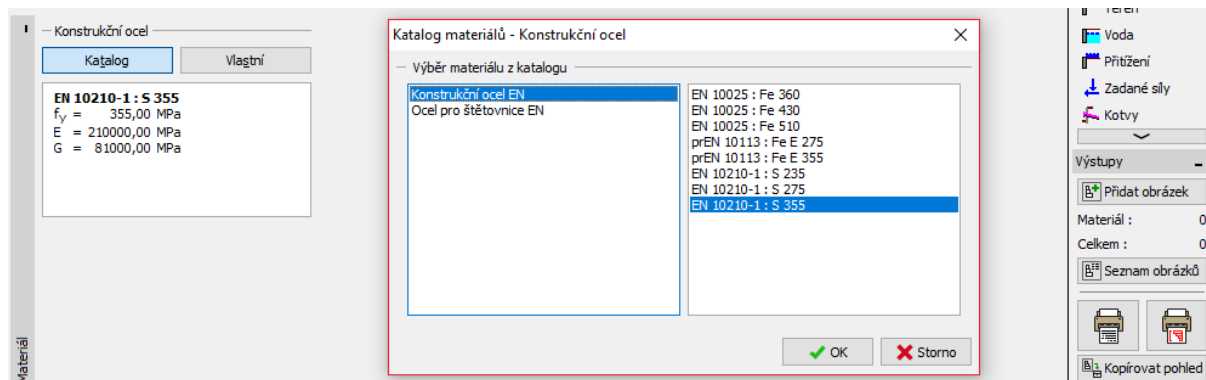 Konstrukční ocel
Katalog
Vlastní
EN 10210-1 : S 355
fy = 355,00 MPa
E = 210000,00 MPa
G = 81000,00 MPa
Materiál
Katalog materiálů - Konstrukční ocel
Výběr materiálu z katalogu
Konstrukční ocel EN
Ocel pro štětovnice EN
EN 10025 : Fe 360
EN 10025 : Fe 430
EN 10025 : Fe 510
prEN 10113 : Fe E 275
prEN 10113 : Fe E 355
EN 10210-1 : S 235
EN 10210-1 : S 275
EN 10210-1 : S 355
OK
Storno
Terén
Voda
Přitížení
Zadané síly
Kotvy
Výstupy
Přidat obrázek
Materiál : 0
Celkem : 0
Seznam obrázků
Kopírovat pohled